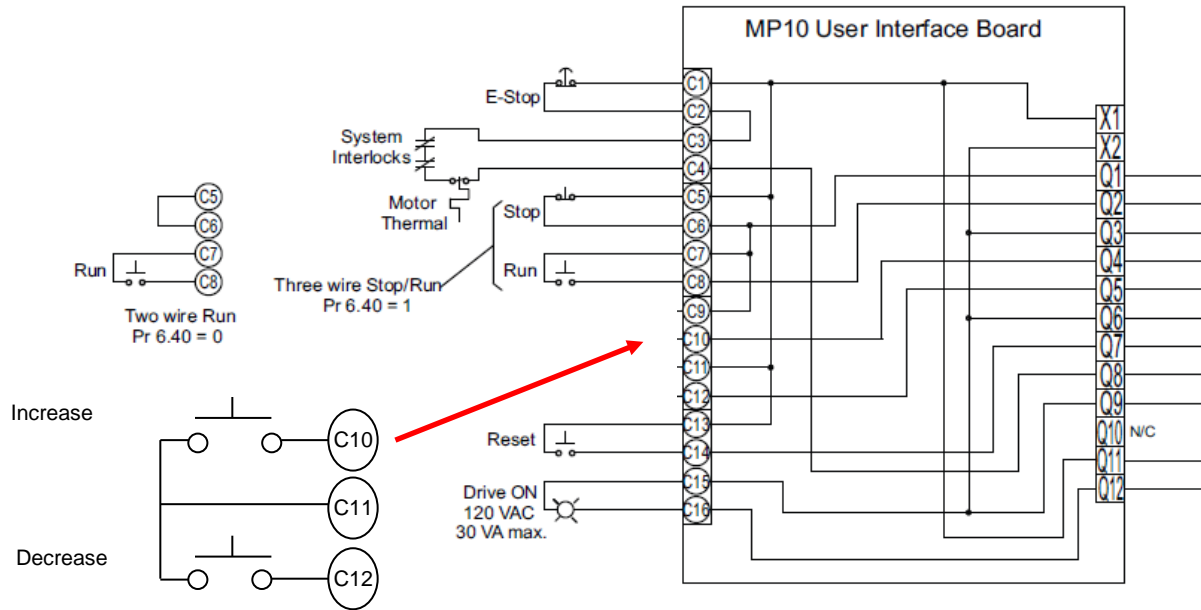 MP10 User Interface Board
E-Stop
System
Interlocks
Motor
Thermal
Stop
Run
Three wire Stop/Run
Pr 6.40 = 1
C5
C6
C7
C8
Run
Two wire Run
Pr 6.40 = 0
Increase
C10
C11
Decrease
C12
Reset
Drive ON
120 VAC
30 VA max.
C1
C2
C3
C4
C5
C6
C7
C8
C9
C10
C11
C12
C13
C14
C15
C16
X1
X2
Q1
Q2
Q3
Q4
Q5
Q6
Q7
Q8
Q9
Q10 N/C
Q11
Q12